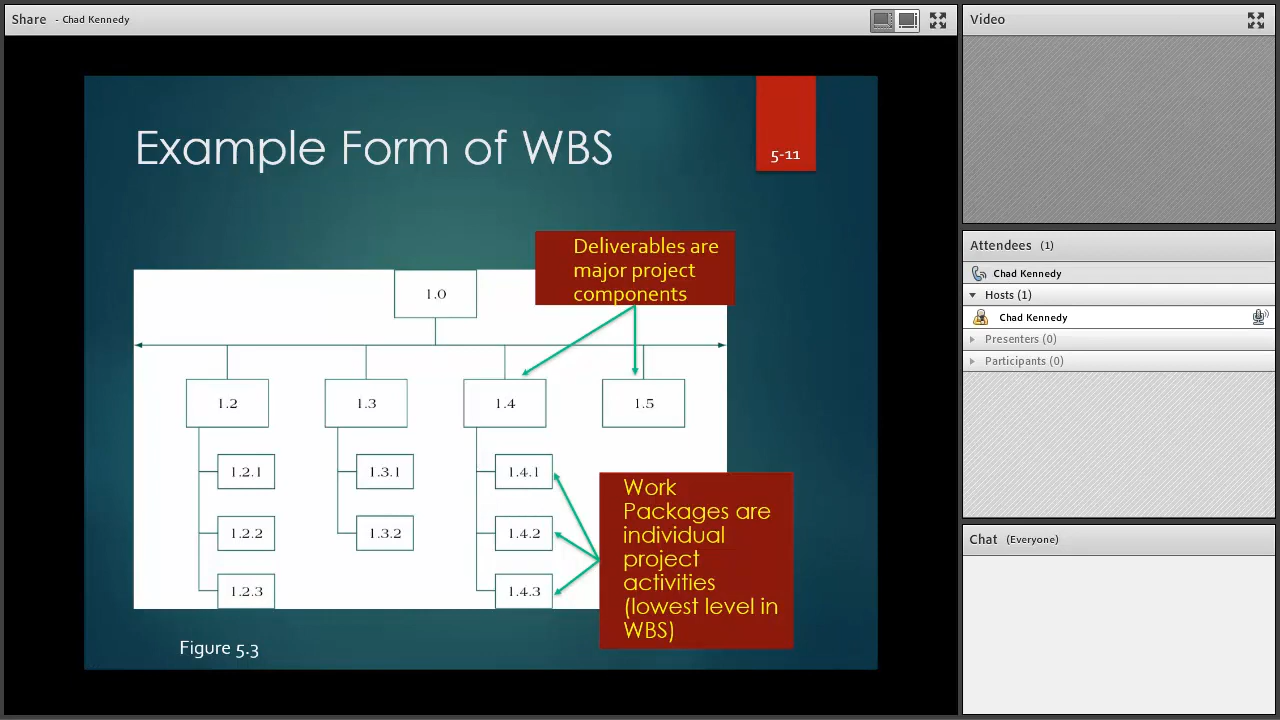 Share - Chad Kennedy
Example Form of WBS
5-11
Deliverables are
major project
components
1.0
1.2
1.3
1.4
1.5
1.2.1
1.3.1
1.4.1
1.2.2
1.3.2
1.4.2
1.2.3
1.4.3
Work
Packages are
individual
project
activities
(lowest level in
WBS)
Figure 5.3
Video
Attendees (1)
Chad Kennedy
Hosts (1)
Chad Kennedy
Presenters (0)
Participants (0)
Chat (Everyone)